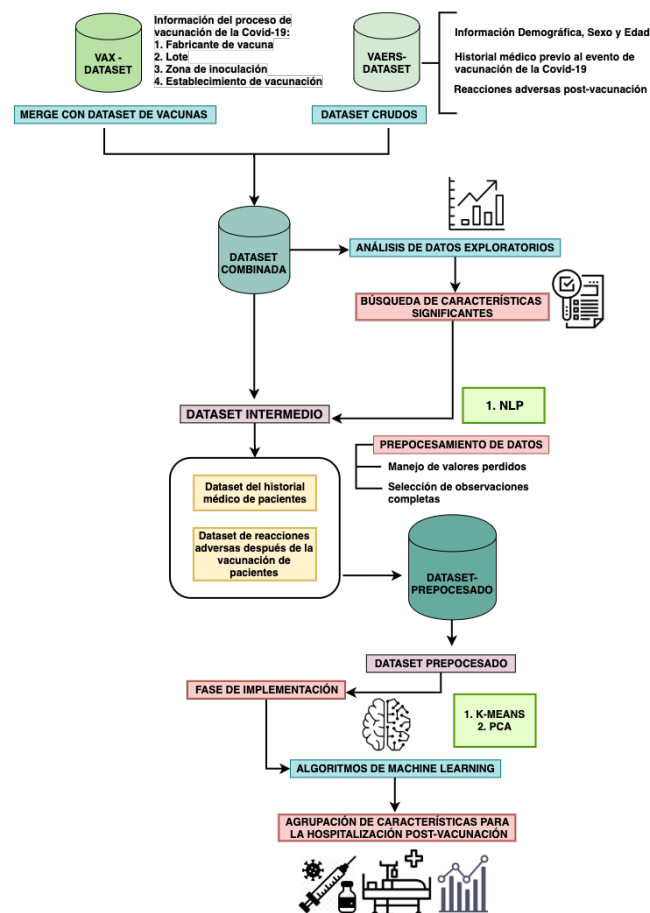 VAX -
DATASET
Información del proceso de
vacunación de la Covid-19:
1. Fabricante de vacuna
2. Lote
3. Zona de inoculación
4. Establecimiento de vacunación
VAERS-
DATASET
Información Demográfica, Sexo y Edad
Historial médico previo al evento de
vacunación de la Covid-19
Reacciones adversas post-vacunación
MERGE CON DATASET DE VACUNAS
DATASET CRUDOS
DATASET
COMBINADA
ANÁLISIS DE DATOS EXPLORATORIOS
BÚSQUEDA DE CARACTERÍSTICAS
SIGNIFICANTES
1. NLP
DATASET INTERMEDIO
PREPOCESAMIENTO DE DATOS
Manejo de valores perdidos
Selección de observaciones
completas
Dataset del historial
médico de pacientes
Dataset de reacciones
adversas después de la
vacunación de
pacientes
DATASET-
PREPOCESADO
DATASET PREPOCESADO
FASE DE IMPLEMENTACIÓN
1. K-MEANS
2. PCA
ALGORITMOS DE MACHINE LEARNING
AGRUPACIÓN DE CARACTERÍSTICAS PARA
LA HOSPITALIZACIÓN POST-VACUNACIÓN